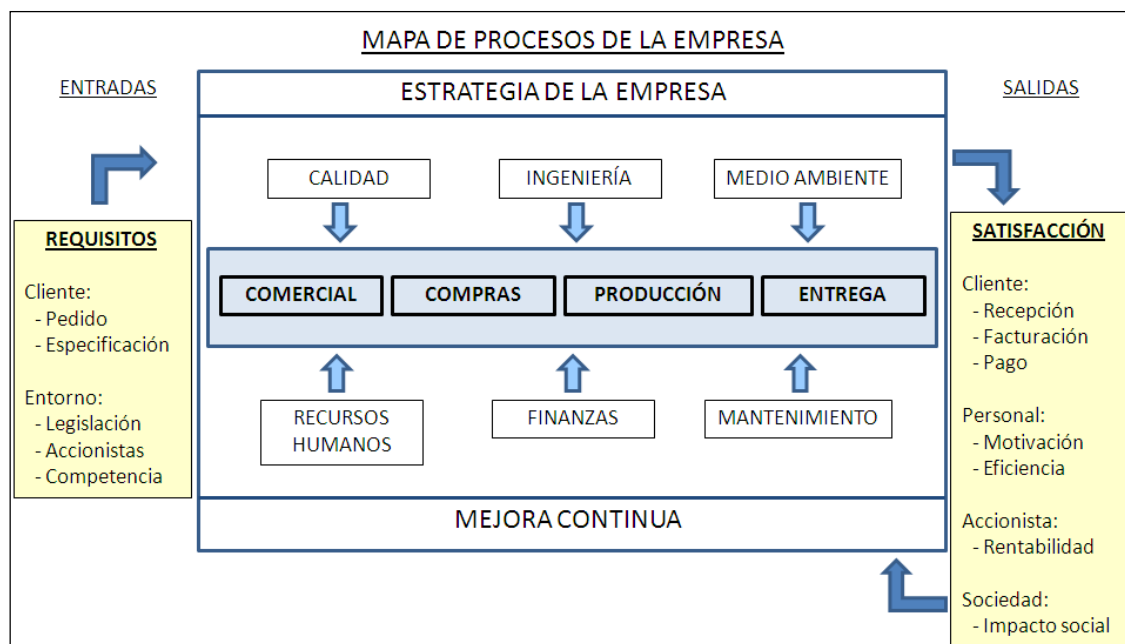 MAPA DE PROCESOS DE LA EMPRESA
ENTRADAS
ESTRATEGIA DE LA EMPRESA
SALIDAS
CALIDAD
INGENIERÍA
MEDIO AMBIENTE
REQUISITOS
Cliente:
- Pedido
- Especificación
Entorno:
- Legislación
- Accionistas
- Competencia
COMERCIAL
COMPRAS
PRODUCCIÓN
ENTREGA
RECURSOS
HUMANOS
FINANZAS
MANTENIMIENTO
MEJORA CONTINUA
SATISFACCIÓN
Cliente:
- Recepción
- Facturación
- Pago
Personal:
- Motivación
- Eficiencia
Accionista:
- Rentabilidad
Sociedad:
- Impacto social